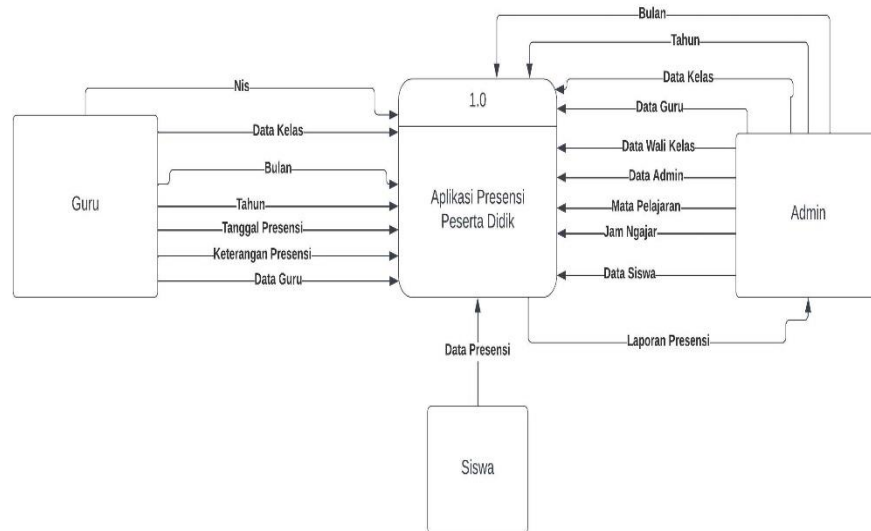 Bulan
Tahun
Data Kelas
Nis
1.0
Data Guru
Data Kelas
Data Wali Kelas
Bulan
Data Admin
Guru
Aplikasi Presensi
Peserta Didik
Tahun
Mata Pelajaran
Admin
Tanggal Presensi
Jam Ngajar
Keterangan Presensi
Data Guru
Data Siswa
Laporan Presensi
Data Presensi
Siswa